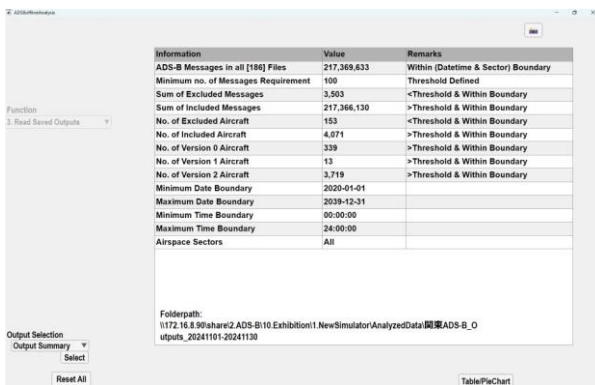 ADSBofflineAnalysis
Information Value Remarks
ADS-B Messages in all [186] Files 217,369,633 Within (Datetime & Sector) Boundary
Minimum no. of Messages Requirement 100 Threshold Defined
Sum of Excluded Messages 3,503 <Threshold & Within Boundary
Sum of Included Messages 217,366,130 >Threshold & Within Boundary
No. of Excluded Aircraft 153 <Threshold & Within Boundary
No. of Included Aircraft 4,071 >Threshold & Within Boundary
No. of Version 0 Aircraft 339 >Threshold & Within Boundary
No. of Version 1 Aircraft 13 >Threshold & Within Boundary
No. of Version 2 Aircraft 3,719 >Threshold & Within Boundary
Minimum Date Boundary 2020-01-01
Maximum Date Boundary 2039-12-31
Minimum Time Boundary 00:00:00
Maximum Time Boundary 24:00:00
Airspace Sectors All
Function
3. Read Saved Outputs
Folderpath:
\\172.16.8.90\share\2.ADS-B\10.Exhibition\1.NewSimulator\AnalyzedData\関東ADS-B_O
utputs_20241101-20241130
Output Selection
Output Summary
Select
Reset All
Table/PieChart